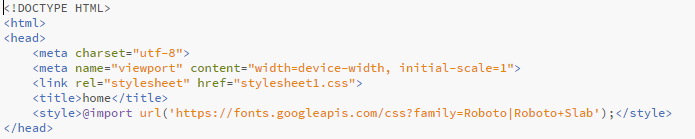 <!DOCTYPE HTML>
<html>
<head>
    <meta charset="utf-8">
    <meta name="viewport" content="width=device-width, initial-scale=1">
    <link rel="stylesheet" href="stylesheet1.css">
    <title>home</title>
    <style>@import url('https://fonts.googleapis.com/css?family=Roboto|Roboto+Slab');</style>
</head>